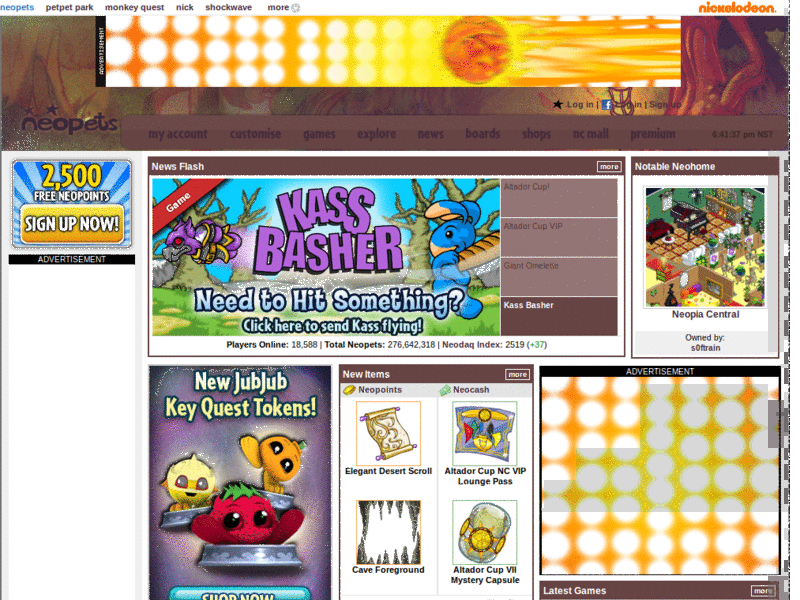 neopets petpet park monkey quest nick shockwave more nickelodeon.
ADVERTISEMENT
Log in | Log in | Sign up
neopets
my account customise games explore news boards shops nc mall premium 6:41:37 pm NST
2,500
FREE NEOPOINTS
SIGN UP NOW!
ADVERTISEMENT
News Flash more
Game
KASS
BASHER
Need to Hit Something?
Click here to send Kass flying!
Altador Cup!
Altador Cup VIP
Giant Omelette
Kass Basher
Players Online: 18,588 | Total Neopets: 276,642,318 | Neodaq Index: 2519 (+37)
Notable Neohome
Neopia Central
Owned by:
s0ftrain
New JubJub
Key Quest Tokens!
SHOP NOW
New Items more
Neopoints Neocash
Elegant Desert Scroll
Altador Cup NC VIP
Lounge Pass
Cave Foreground
Altador Cup VII
Mystery Capsule
ADVERTISEMENT
Latest Games more